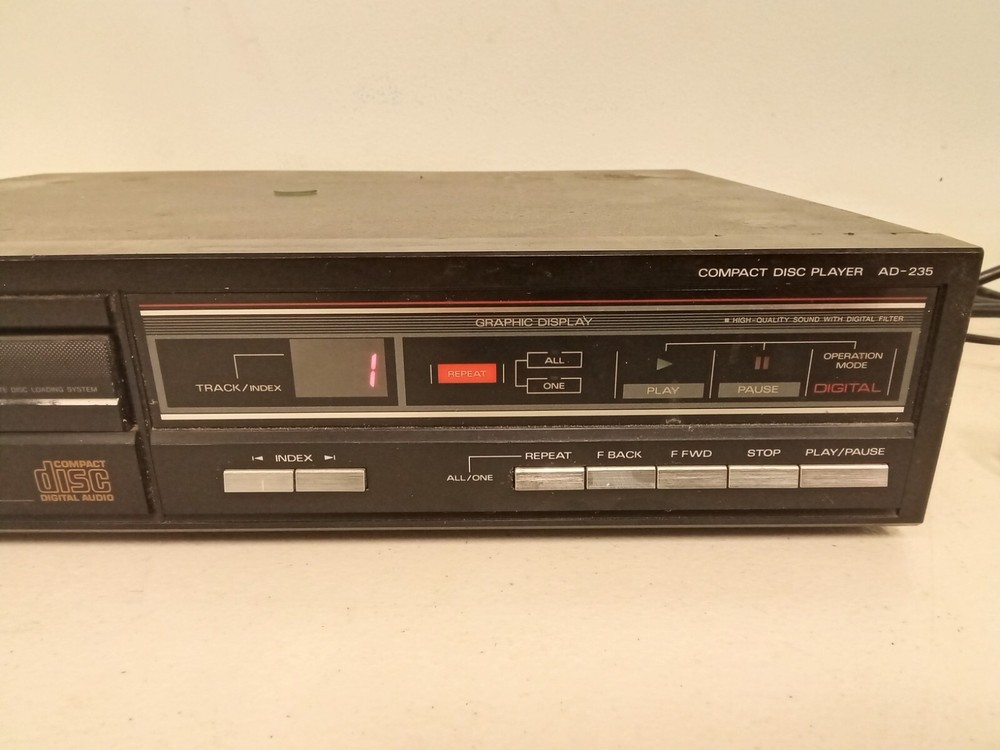 COMPACT DISC PLAYER AD-235
GRAPHIC DISPLAY
■ HIGH-QUALITY SOUND WITH DIGITAL FILTER
TRACK/INDEX
1
REPEAT
ALL
ONE
PLAY
PAUSE
OPERATION
MODE
DIGITAL
DISC LOADING SYSTEM
COMPACT
disc
DIGITAL AUDIO
INDEX
ALL/ONE
REPEAT
F BACK
F FWD
STOP
PLAY/PAUSE